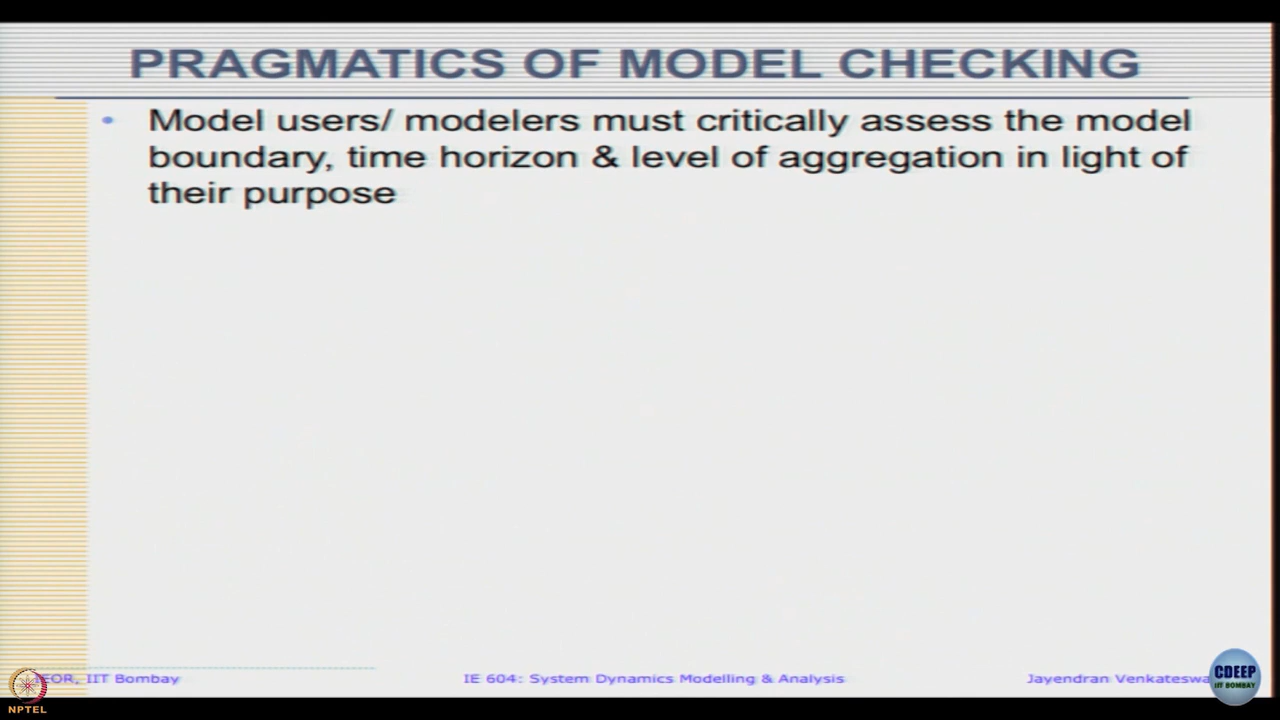 PRAGMATICS OF MODEL CHECKING
• Model users/ modelers must critically assess the model
boundary, time horizon & level of aggregation in light of
their purpose
IEOR, IIT Bombay
IE 604: System Dynamics Modelling & Analysis
Jayendran Venkateswa
CDEEP
IIT BOMBAY
NPTEL